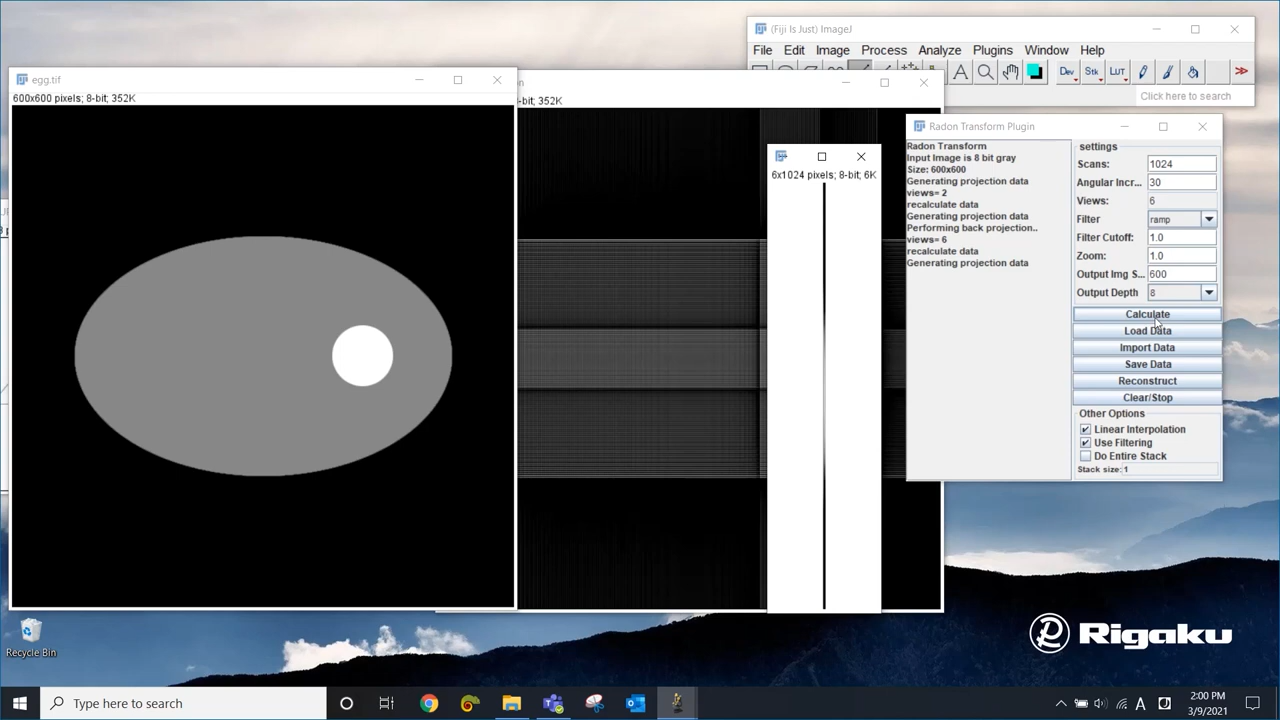 (Fiji Is Just) ImageJ
File Edit Image Process Analyze Plugins Window Help
Dev. Stk LUT
Click here to search
egg.tif
600x600 pixels; 8-bit; 352K
-bit; 352K
6x1024 pixels; 8-bit; 6K
Radon Transform Plugin
Radon Transform
Input Image is 8 bit gray
Size: 600x600
Generating projection data
views= 2
recalculate data
Generating projection data
Performing back projection..
views= 6
recalculate data
Generating projection data
settings
Scans: 1024
Angular Incr... 30
Views: 6
Filter ramp
Filter Cutoff: 1.0
Zoom: 1.0
Output Img S... 600
Output Depth 8
Calculate
Load Data
Import Data
Save Data
Reconstruct
Clear/Stop
Other Options
Linear Interpolation
Use Filtering
Do Entire Stack
Stack size: 1
Rigaku
Recycle Bin
Type here to search
A
2:00 PM
3/9/2021